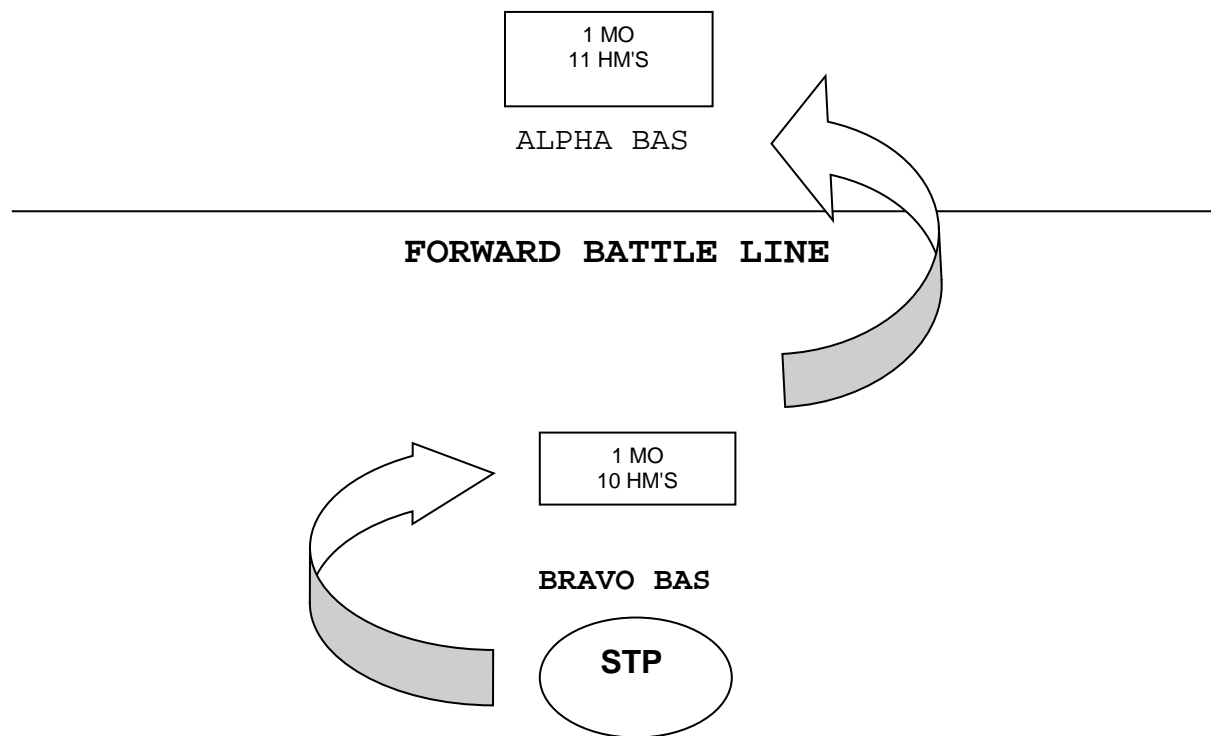 1 MO
11 HM'S
ALPHA BAS
FORWARD BATTLE LINE
1 MO
10 HM'S
BRAVO BAS
STP